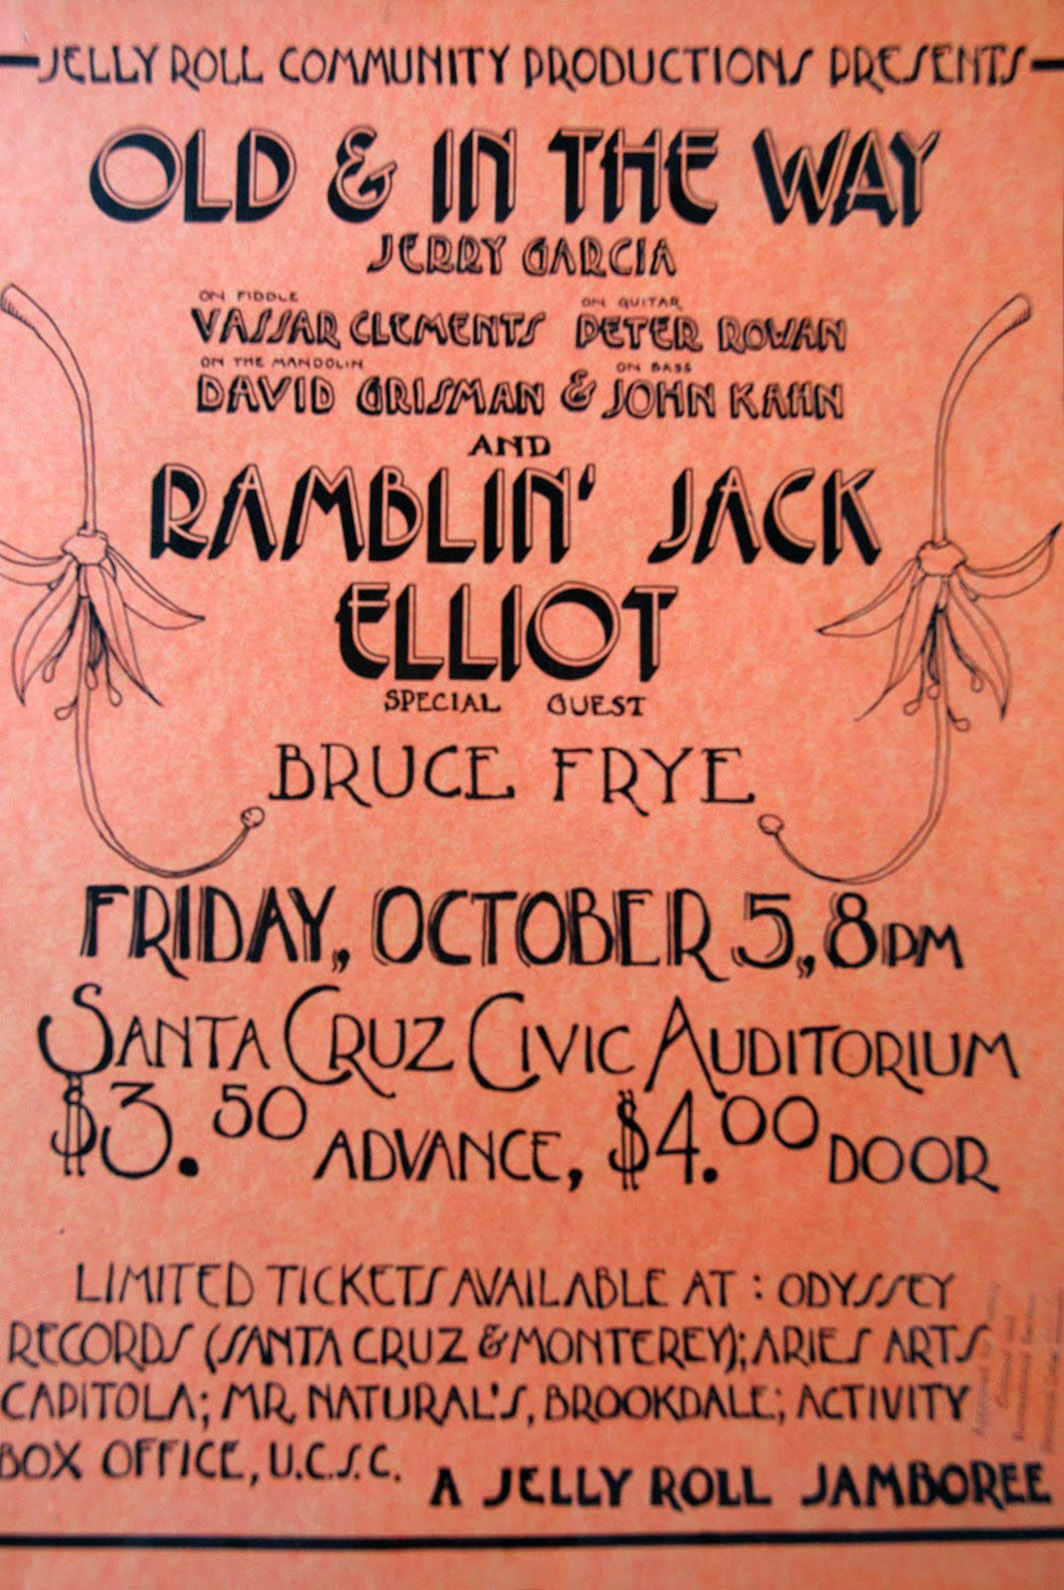 JELLY ROLL COMMUNITY PRODUCTIONS PRESENTS
OLD & IN THE WAY
JERRY GARCIA
ON FIDDLE ON GUITAR
VASSAR CLEMENTS PETER ROWAN
ON THE MANDOLIN ON BASS
DAVID GRISMAN & JOHN KAHN
AND
RAMBLIN' JACK
ELLIOT
SPECIAL GUEST
BRUCE FRYE
FRIDAY,, OCTOBER 5,, 8PM
SANTA CRUZ CIVIC AUDITORIUM
$3.50 ADVANCE, $4.00 DOOR
LIMITED TICKETS AVAILABLE AT : ODYSSEY
RECORDS (SANTA CRUZ & MONTEREY); ARIES ARTS
CAPITOLA; MR. NATURAL'S, BROOKDALE; ACTIVITY
BOX OFFICE, U.C.S.C.
A JELLY ROLL JAMBOREE